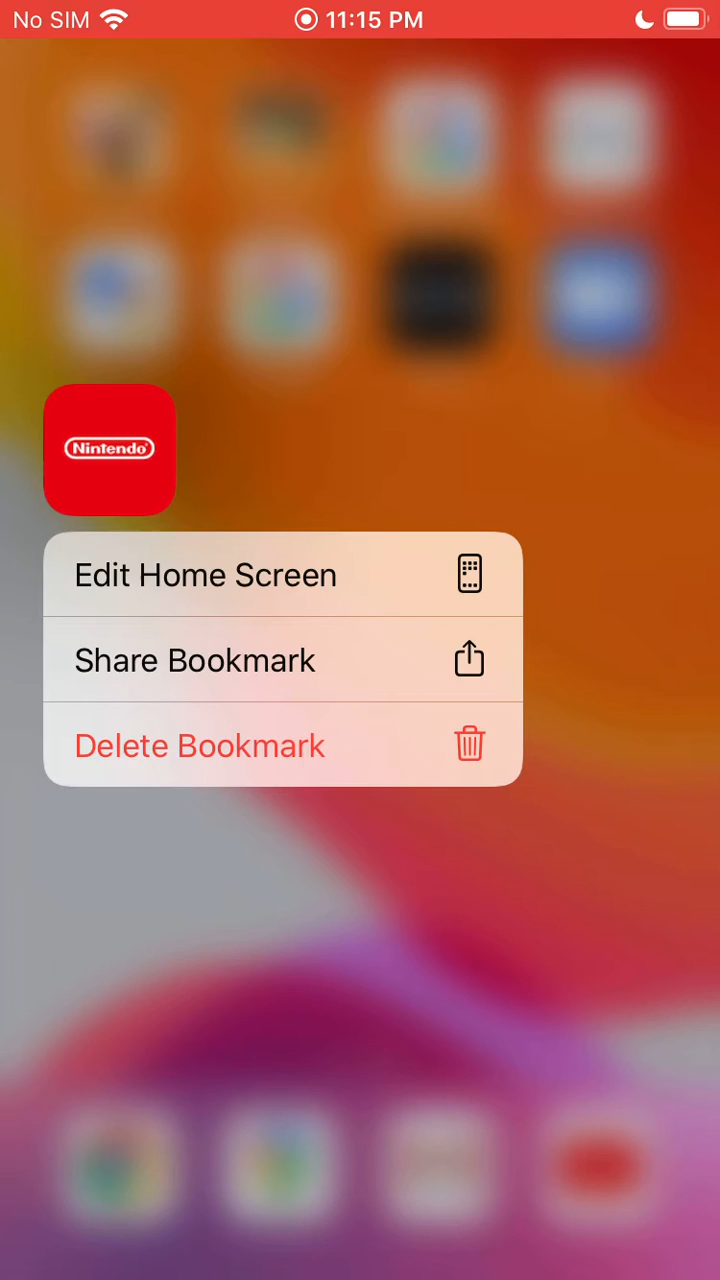 No SIM 11:15 PM
Nintendo
Edit Home Screen
Share Bookmark
Delete Bookmark